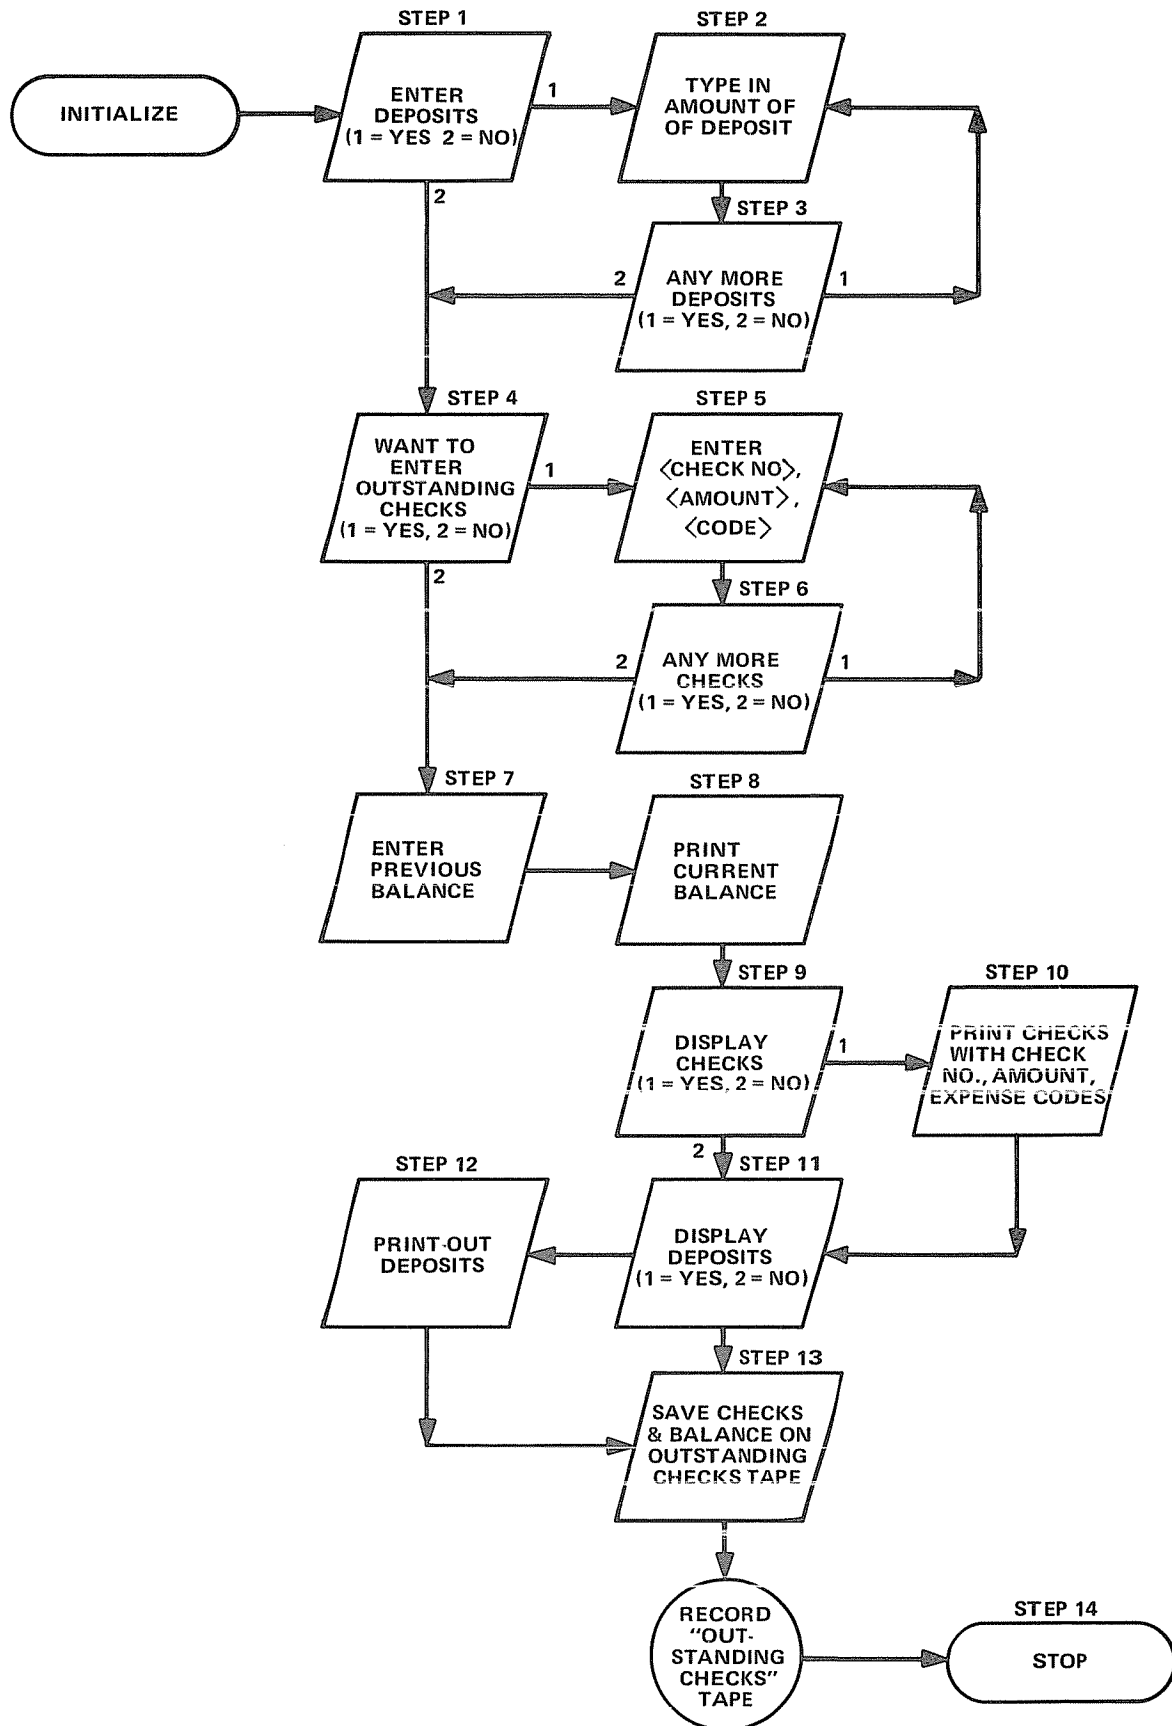 INITIALIZE
STEP 1
ENTER
DEPOSITS
(1 = YES 2 = NO)
1
2
STEP 2
TYPE IN
AMOUNT OF
OF DEPOSIT
STEP 3
ANY MORE
DEPOSITS
(1 = YES, 2 = NO)
2
1
STEP 4
WANT TO
ENTER
OUTSTANDING
CHECKS
(1 = YES, 2 = NO)
1
2
STEP 5
ENTER
<CHECK NO>,
<AMOUNT>,
<CODE>
STEP 6
ANY MORE
CHECKS
(1 = YES, 2 = NO)
2
1
STEP 7
ENTER
PREVIOUS
BALANCE
STEP 8
PRINT
CURRENT
BALANCE
STEP 9
DISPLAY
CHECKS
(1 = YES, 2 = NO)
1
2
STEP 10
PRINT CHECKS
WITH CHECK
NO., AMOUNT,
EXPENSE CODES
STEP 11
DISPLAY
DEPOSITS
(1 = YES, 2 = NO)
STEP 12
PRINT-OUT
DEPOSITS
STEP 13
SAVE CHECKS
& BALANCE ON
OUTSTANDING
CHECKS TAPE
RECORD
"OUT-
STANDING
CHECKS"
TAPE
STEP 14
STOP